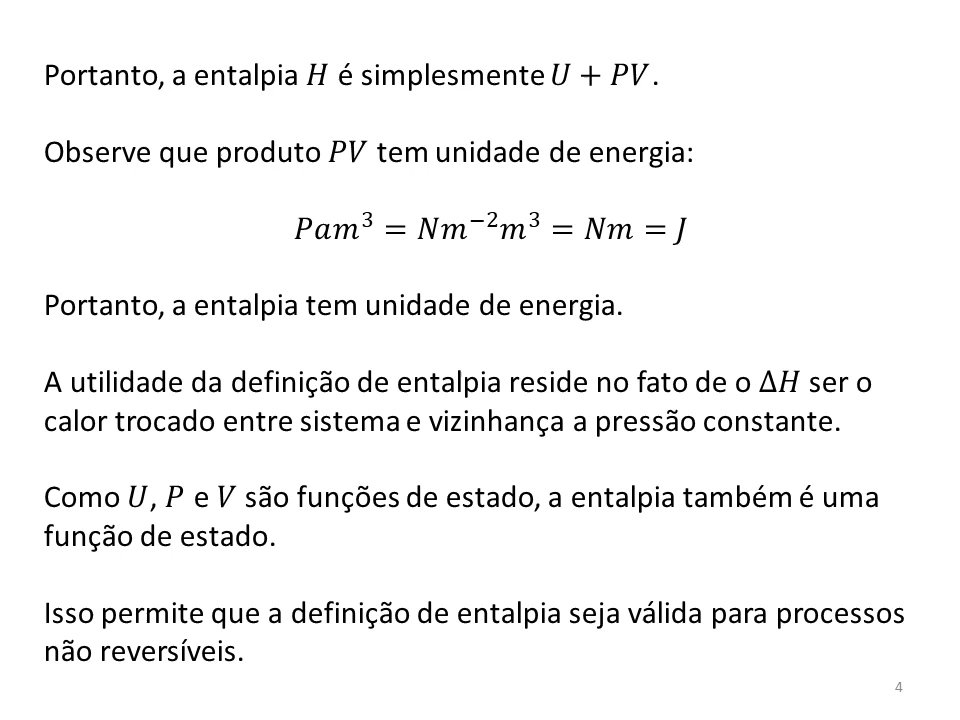 Portanto, a entalpia 𝐻 é simplesmente 𝑈 + 𝑃𝑉.
Observe que produto 𝑃𝑉 tem unidade de energia:
𝑃𝑎𝑚³ = 𝑁𝑚⁻²𝑚³ = 𝑁𝑚 = 𝐽
Portanto, a entalpia tem unidade de energia.
A utilidade da definição de entalpia reside no fato de o Δ𝐻 ser o
calor trocado entre sistema e vizinhança a pressão constante.
Como 𝑈, 𝑃 e 𝑉 são funções de estado, a entalpia também é uma
função de estado.
Isso permite que a definição de entalpia seja válida para processos
não reversíveis.
4